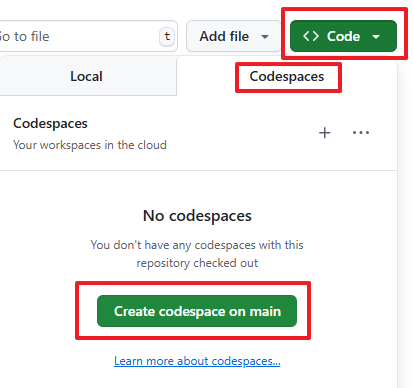 Go to file
t
Add file
<> Code
Local
Codespaces
Codespaces
Your workspaces in the cloud
No codespaces
You don't have any codespaces with this
repository checked out
Create codespace on main
Learn more about codespaces...